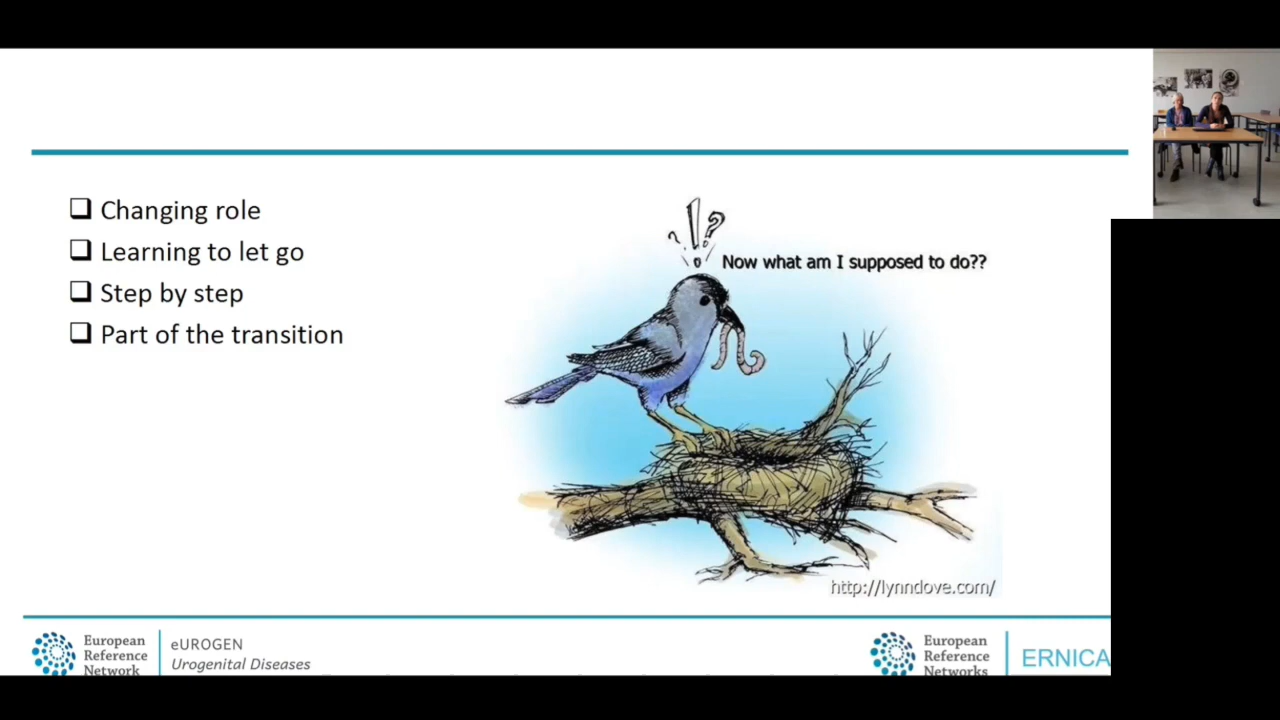 Changing role
Learning to let go
Step by step
Part of the transition
! ? ?
Now what am I supposed to do??
http://lynndove.com/
European
Reference
Network
eUROGEN
Urogenital Diseases
European
Reference
Networks
ERNICA